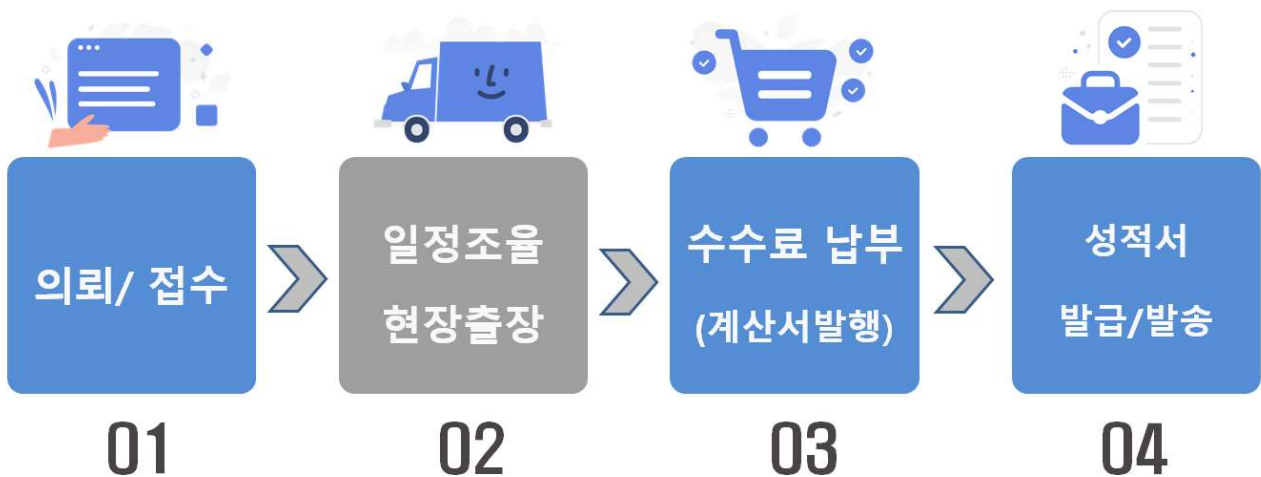 의뢰/ 접수
일정조율
현장출장
수수료 납부
(계산서발행)
성적서
발급/발송
01
02
03
04